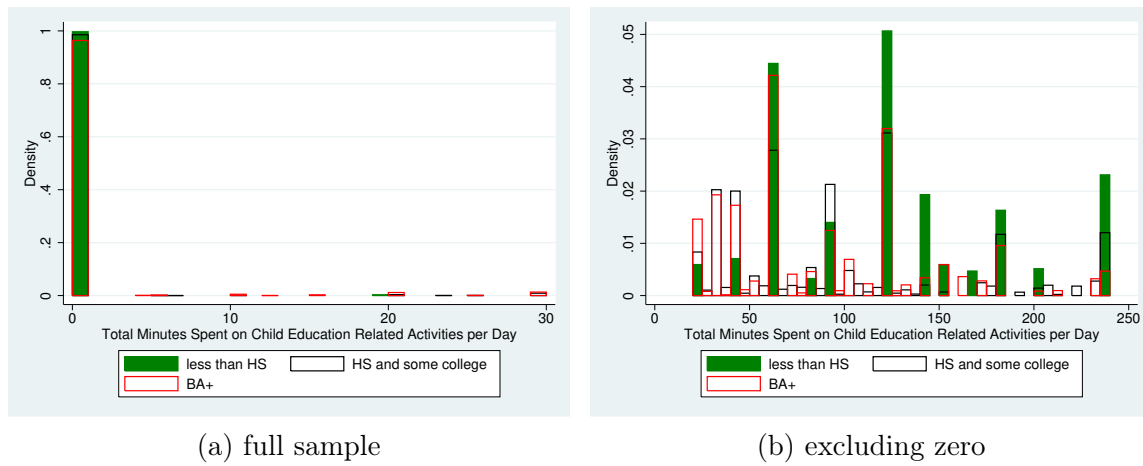 Density
1
.8
.6
.4
.2
0
0 10 20 30
Total Minutes Spent on Child Education Related Activities per Day
less than HS HS and some college
BA+
(a) full sample
Density
.05
.04
.03
.02
.01
0
0 50 100 150 200 250
Total Minutes Spent on Child Education Related Activities per Day
less than HS HS and some college
BA+
(b) excluding zero